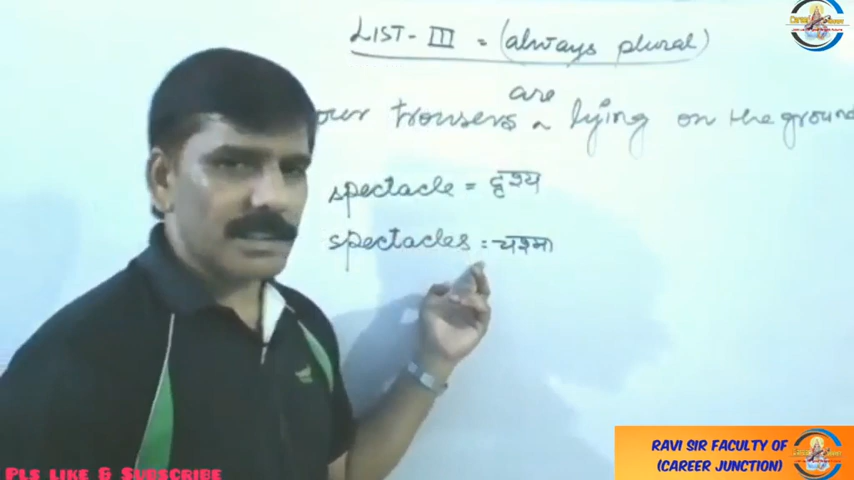 LIST - III = (always plural)
our trousers are lying on the ground
spectacle = दृश्य
spectacles = चश्मा
RAVI SIR FACULTY OF
(CAREER JUNCTION)
Pls like & Subscribe